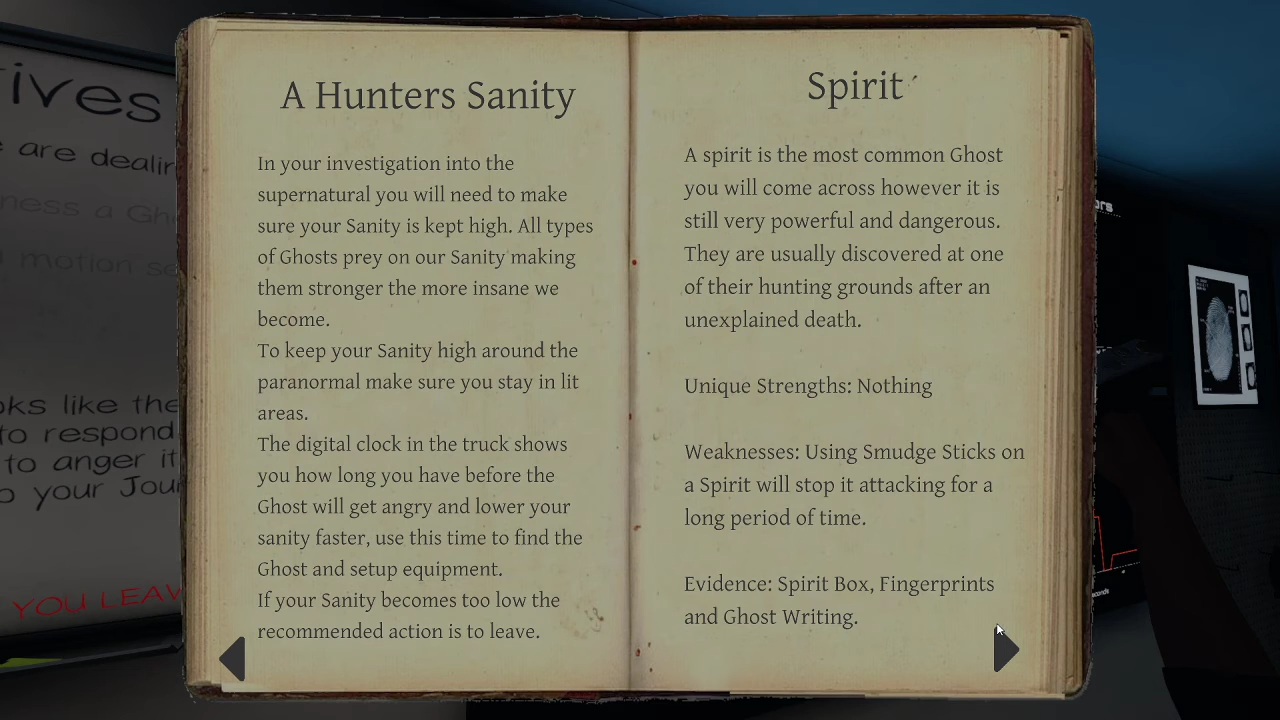 A Hunters Sanity
In your investigation into the
supernatural you will need to make
sure your Sanity is kept high. All types
of Ghosts prey on our Sanity making
them stronger the more insane we
become.
To keep your Sanity high around the
paranormal make sure you stay in lit
areas.
The digital clock in the truck shows
you how long you have before the
Ghost will get angry and lower your
sanity faster, use this time to find the
Ghost and setup equipment.
If your Sanity becomes too low the
recommended action is to leave.
Spirit
A spirit is the most common Ghost
you will come across however it is
still very powerful and dangerous.
They are usually discovered at one
of their hunting grounds after an
unexplained death.
Unique Strengths: Nothing
Weaknesses: Using Smudge Sticks on
a Spirit will stop it attacking for a
long period of time.
Evidence: Spirit Box, Fingerprints
and Ghost Writing.
ives
are
a Gh
motion
oks like the
to respond
to anger it
your Jour
YOU LEAV